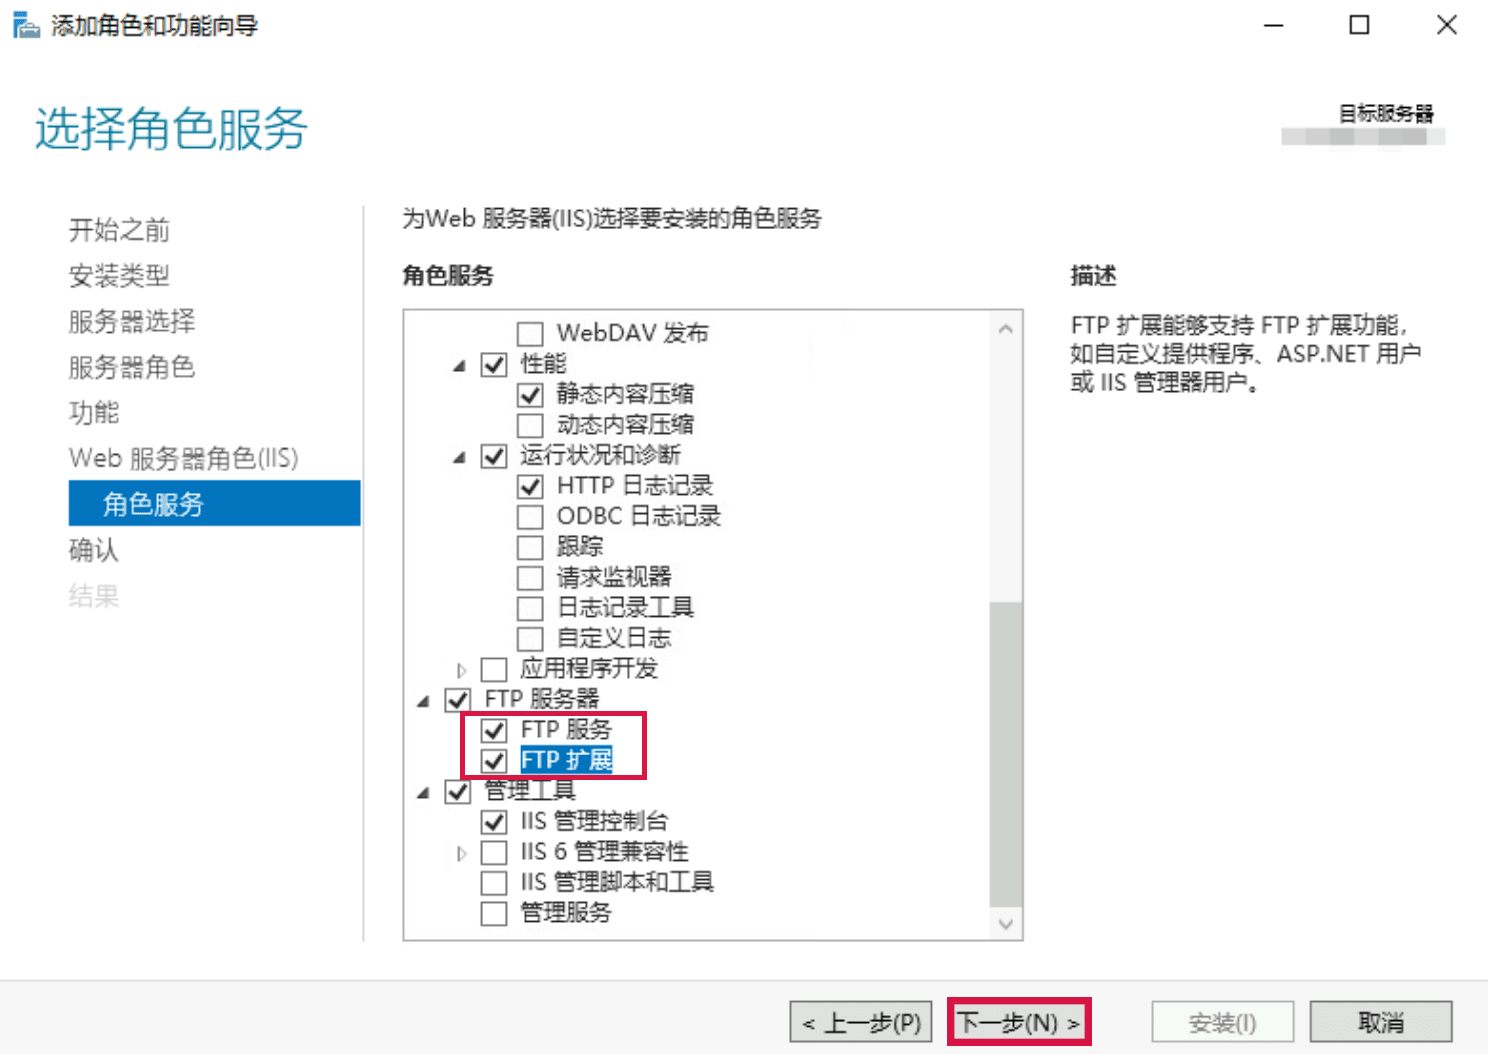 添加角色和功能向导
选择角色服务
目标服务器
开始之前
安装类型
服务器选择
服务器角色
功能
Web 服务器角色(IIS)
角色服务
确认
结果
为Web 服务器(IIS)选择要安装的角色服务
角色服务
WebDAV 发布
性能
静态内容压缩
动态内容压缩
运行状况和诊断
HTTP 日志记录
ODBC 日志记录
跟踪
请求监视器
日志记录工具
自定义日志
应用程序开发
FTP 服务器
FTP 服务
FTP 扩展
管理工具
IIS 管理控制台
IIS 6 管理兼容性
IIS 管理脚本和工具
管理服务
描述
FTP 扩展能够支持 FTP 扩展功能，
如自定义提供程序、ASP.NET 用户
或 IIS 管理器用户。
< 上一步(P)
下一步(N) >
安装(I)
取消